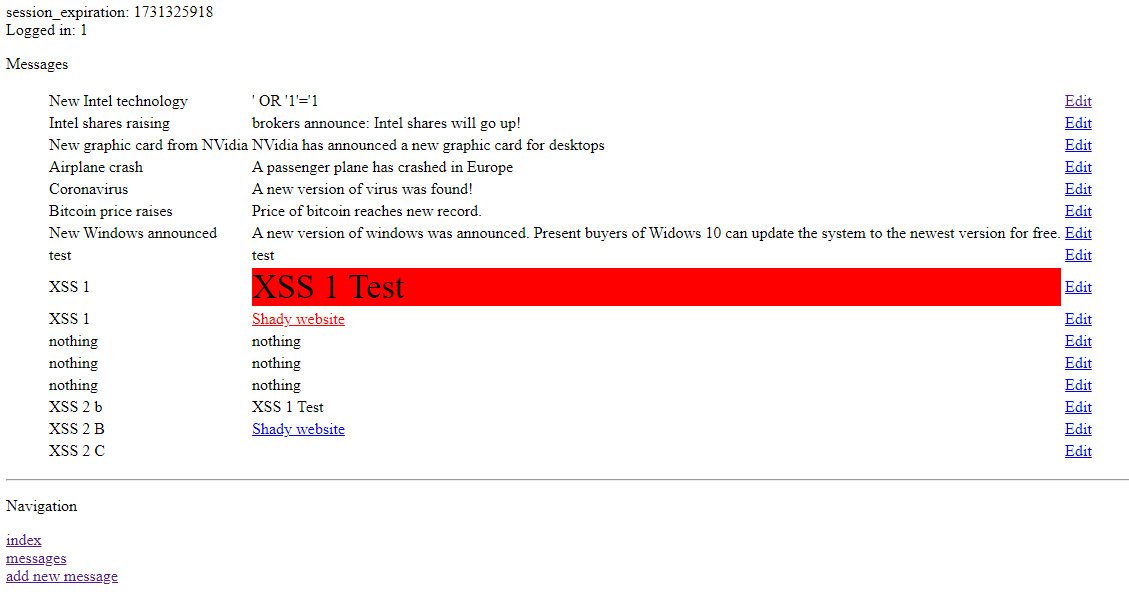 session_expiration: 1731325918
Logged in: 1
Messages
New Intel technology ' OR '1'='1 Edit
Intel shares raising brokers announce: Intel shares will go up! Edit
New graphic card from NVidia NVidia has announced a new graphic card for desktops Edit
Airplane crash A passenger plane has crashed in Europe Edit
Coronavirus A new version of virus was found! Edit
Bitcoin price raises Price of bitcoin reaches new record. Edit
New Windows announced A new version of windows was announced. Present buyers of Widows 10 can update the system to the newest version for free. Edit
test test Edit
XSS 1 XSS 1 Test Edit
XSS 1 Shady website Edit
nothing nothing Edit
nothing nothing Edit
nothing nothing Edit
XSS 2 b XSS 1 Test Edit
XSS 2 B Shady website Edit
XSS 2 C Edit
Navigation
index
messages
add new message